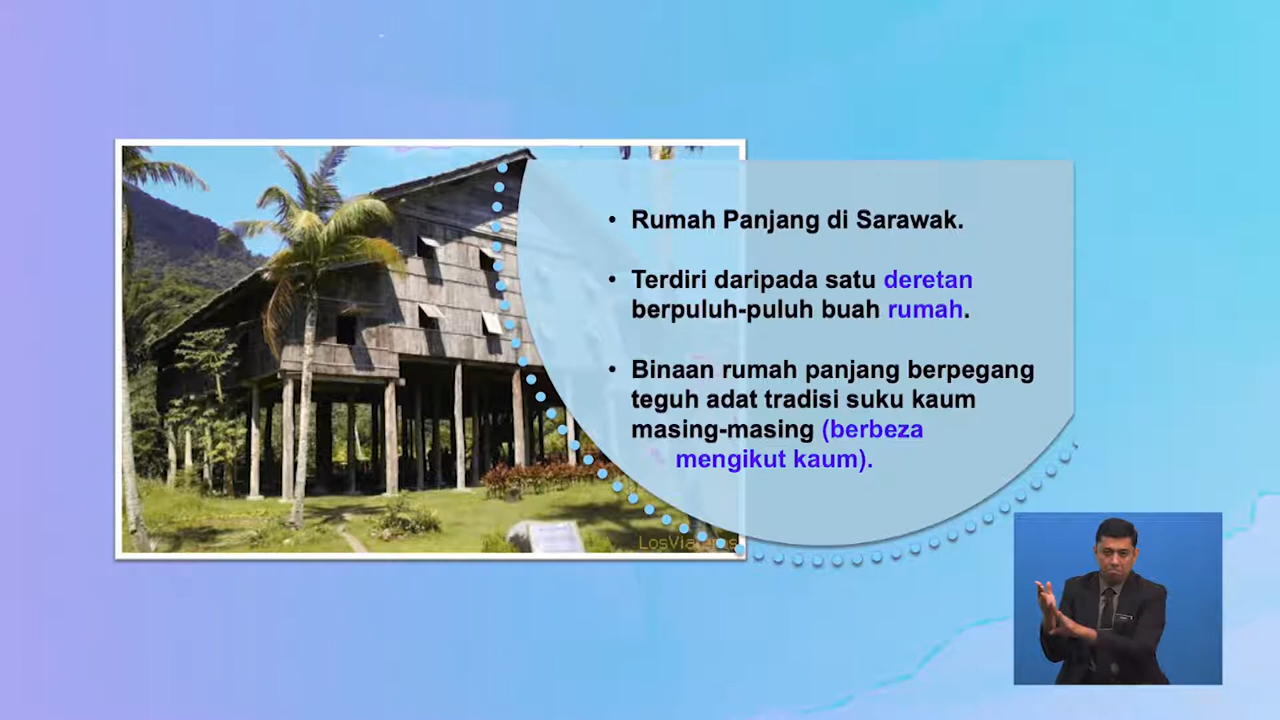 • Rumah Panjang di Sarawak.
• Terdiri daripada satu deretan
berpuluh-puluh buah rumah.
• Binaan rumah panjang berpegang
teguh adat tradisi suku kaum
masing-masing (berbeza
mengikut kaum).